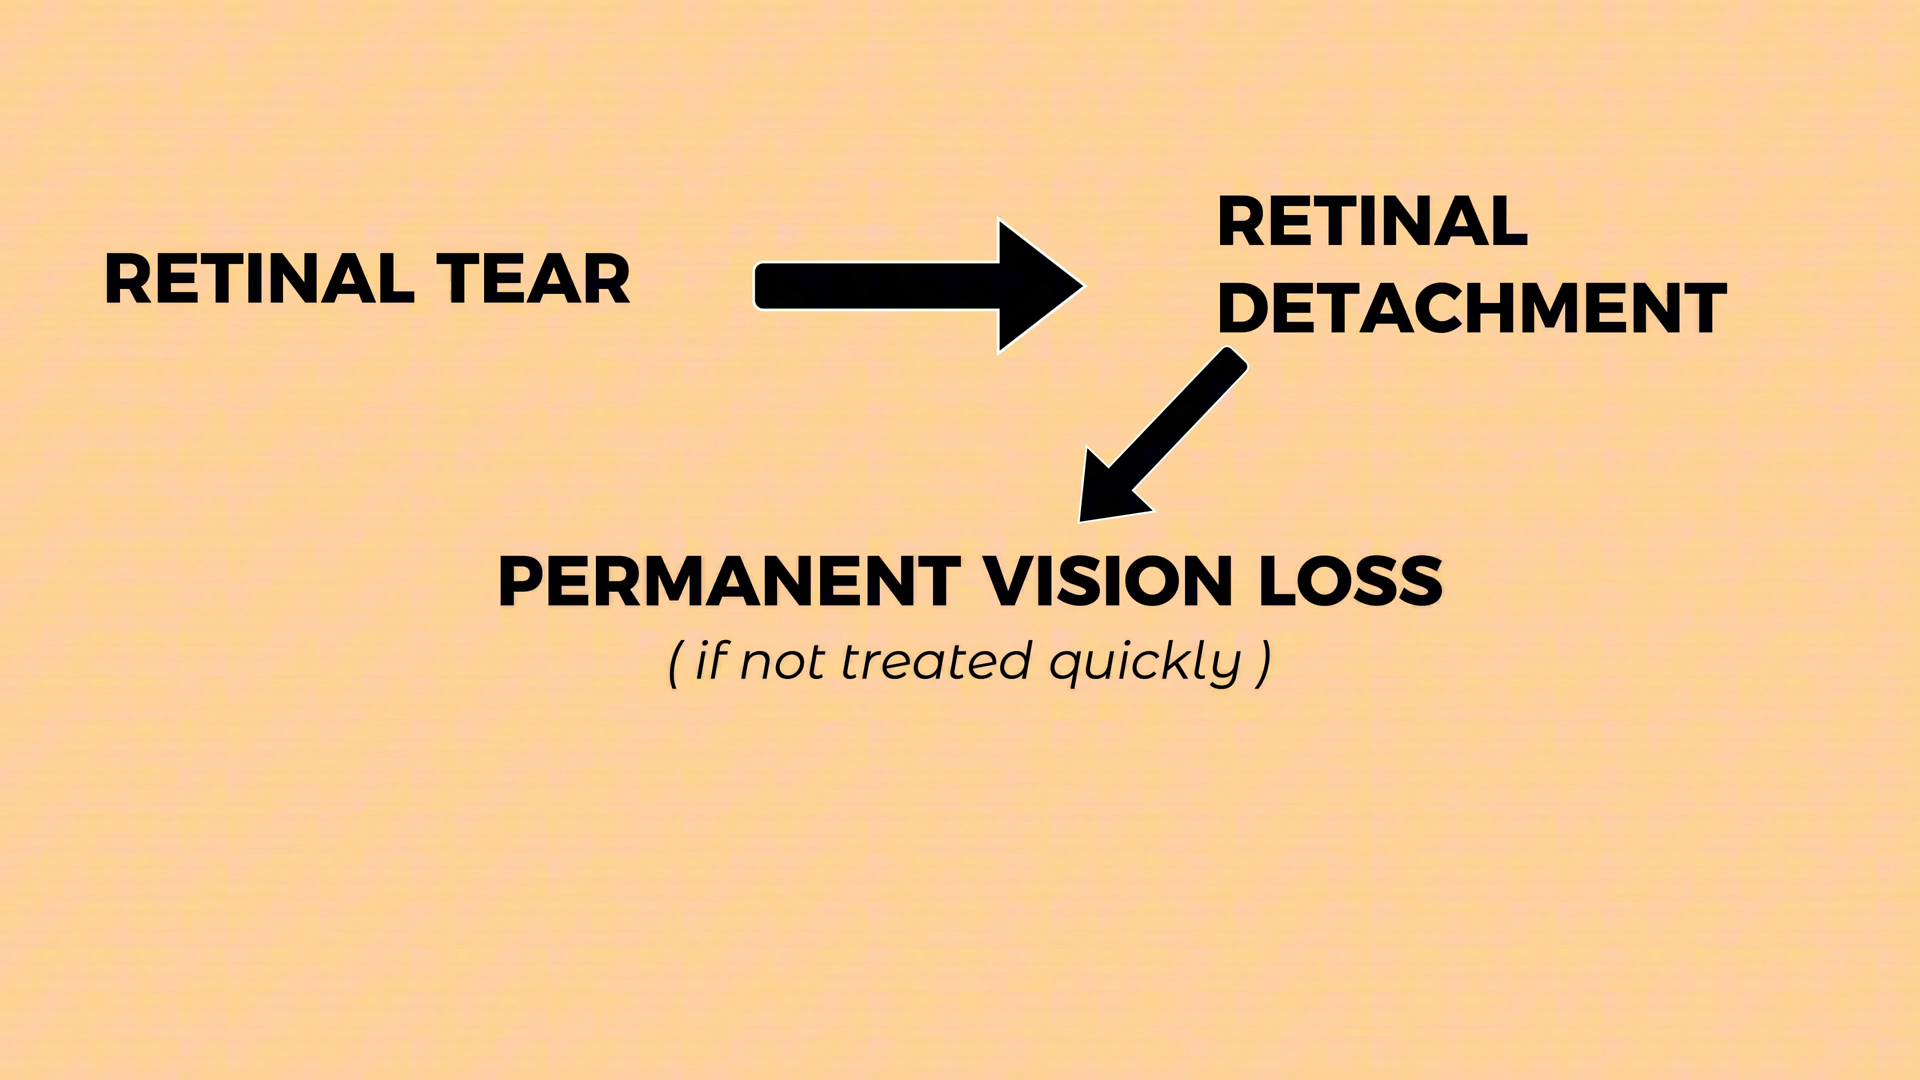 RETINAL TEAR
RETINAL
DETACHMENT
PERMANENT VISION LOSS
( if not treated quickly )